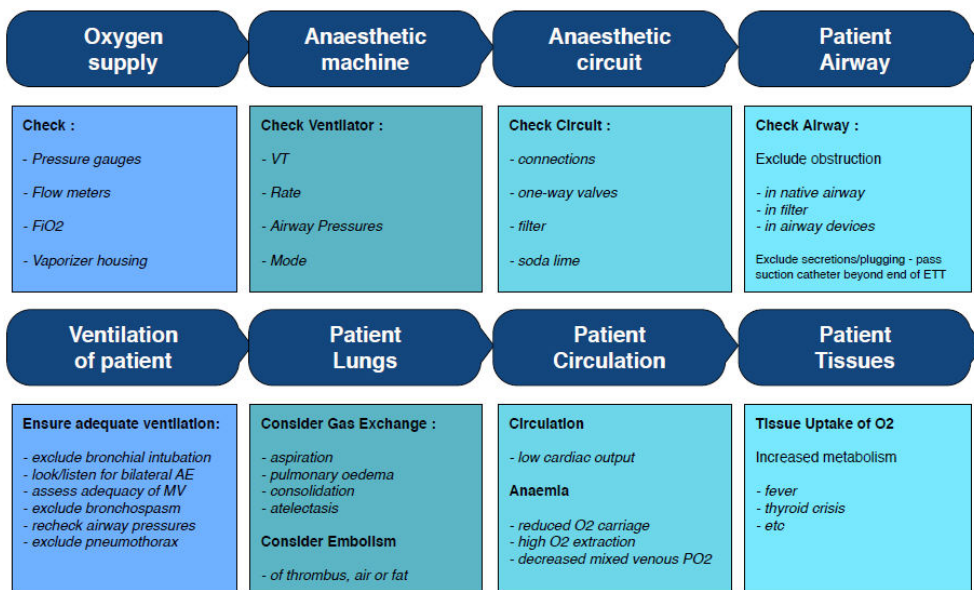 Oxygen
supply
Anaesthetic
machine
Anaesthetic
circuit
Patient
Airway
Check :
- Pressure gauges
- Flow meters
- FiO2
- Vaporizer housing
Check Ventilator :
- VT
- Rate
- Airway Pressures
- Mode
Check Circuit :
- connections
- one-way valves
- filter
- soda lime
Check Airway :
Exclude obstruction
- in native airway
- in filter
- in airway devices
Exclude secretions/plugging - pass
suction catheter beyond end of ETT
Ventilation
of patient
Patient
Lungs
Patient
Circulation
Patient
Tissues
Ensure adequate ventilation:
- exclude bronchial intubation
- look/listen for bilateral AE
- assess adequacy of MV
- exclude bronchospasm
- recheck airway pressures
- exclude pneumothorax
Consider Gas Exchange :
- aspiration
- pulmonary oedema
- consolidation
- atelectasis
Consider Embolism
- of thrombus, air or fat
Circulation
- low cardiac output
Anaemia
- reduced O2 carriage
- high O2 extraction
- decreased mixed venous PO2
Tissue Uptake of O2
Increased metabolism
- fever
- thyroid crisis
- etc